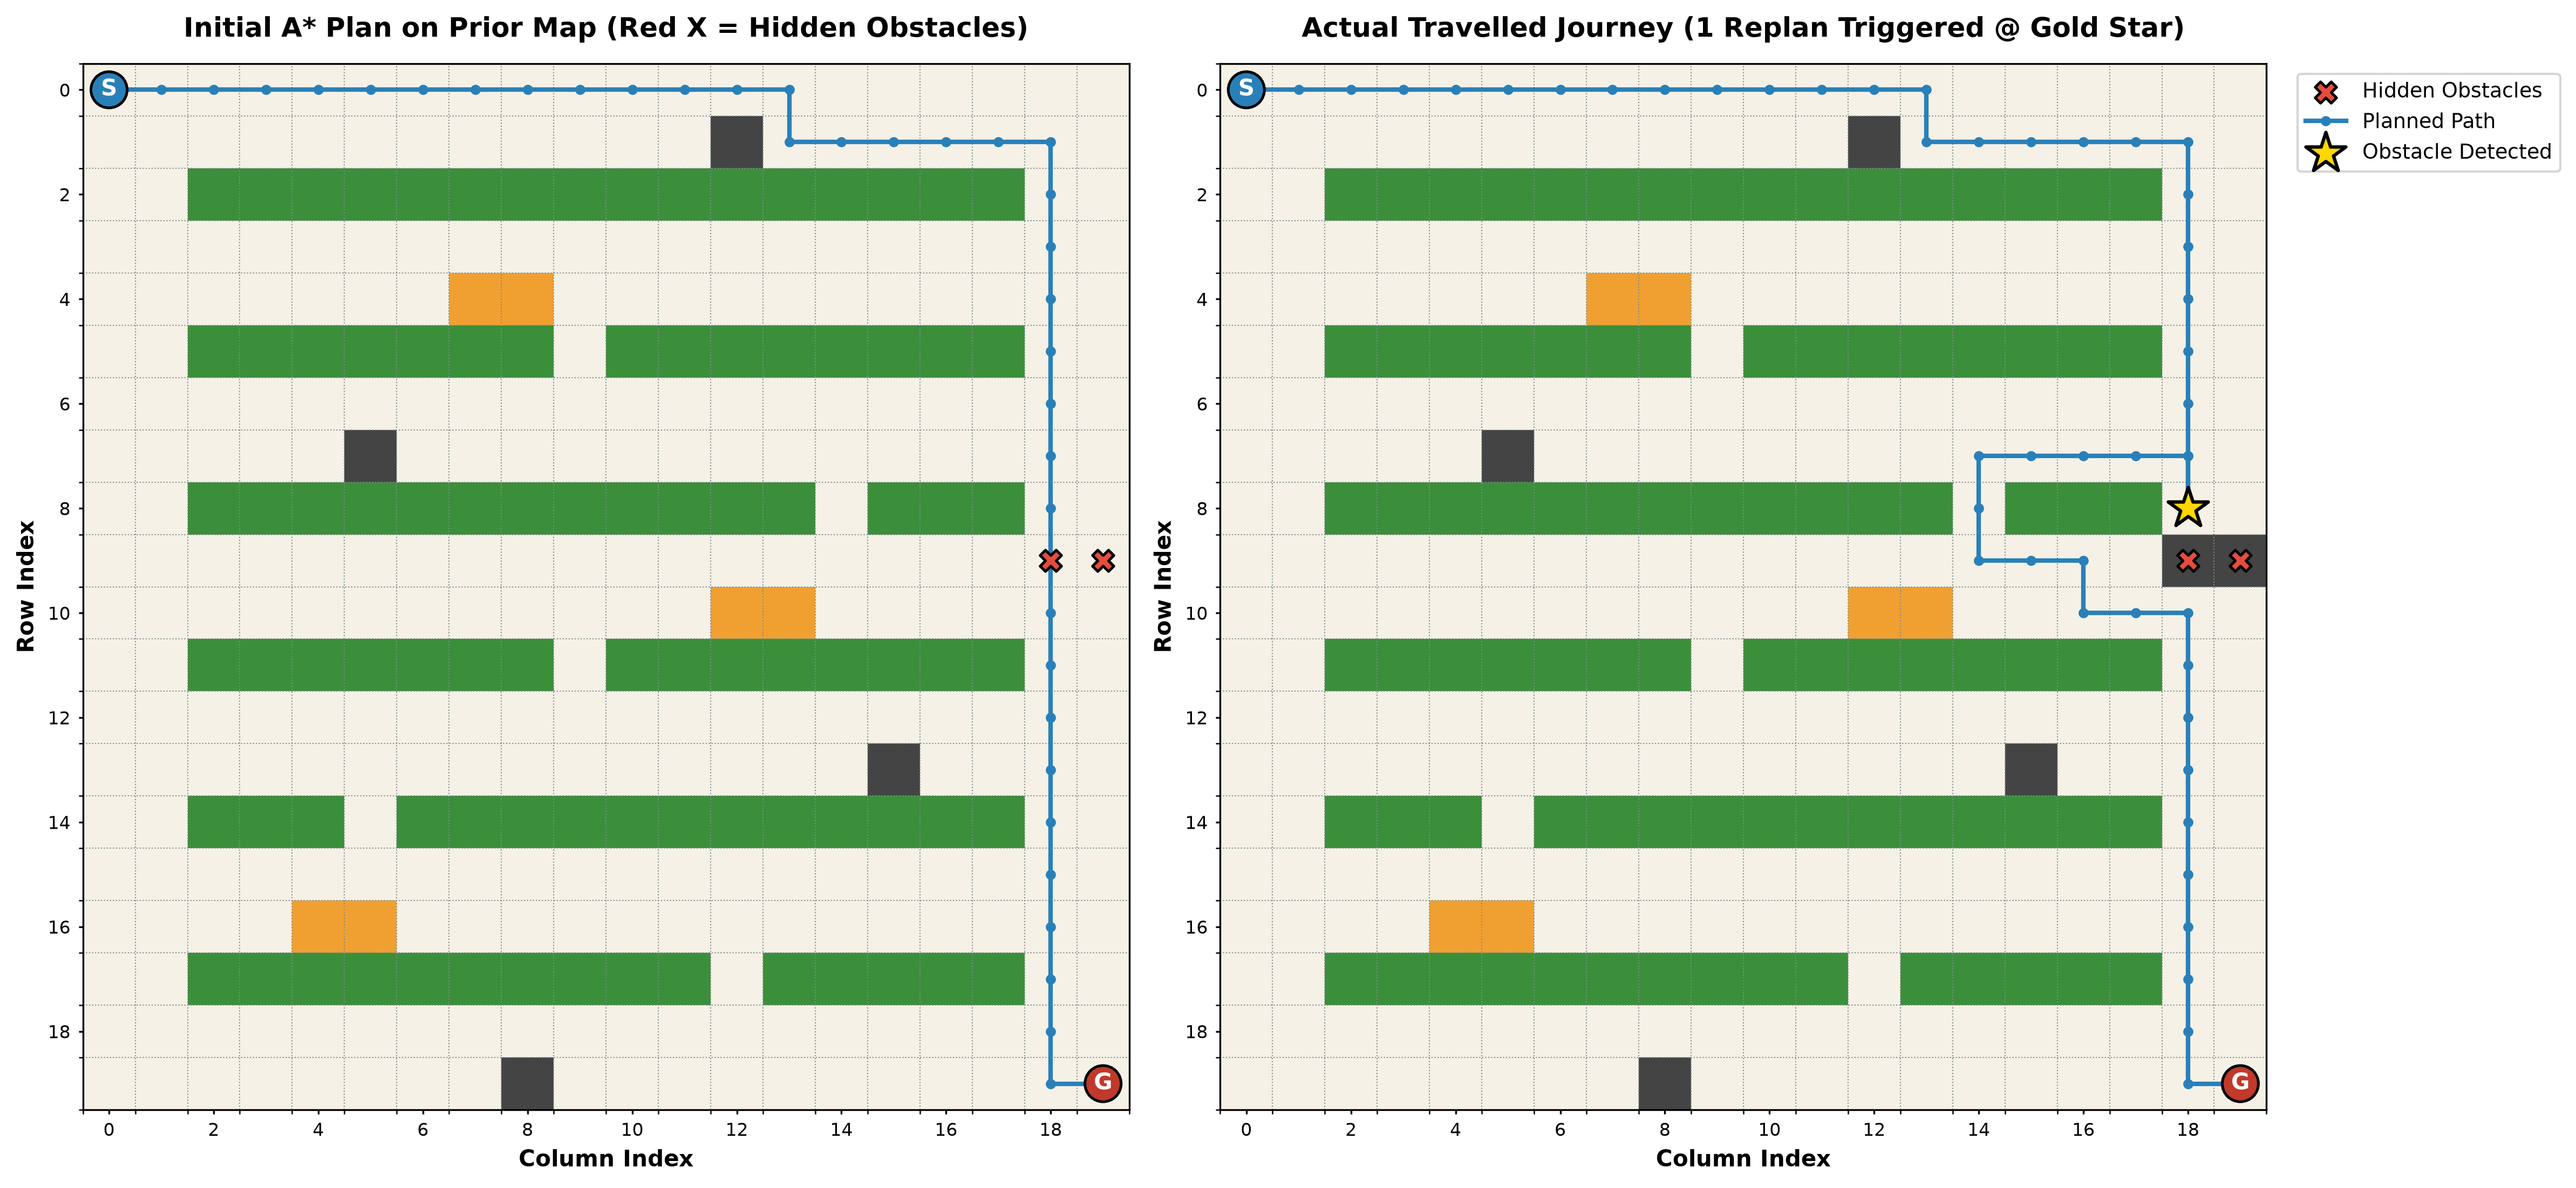 Initial A* Plan on Prior Map (Red X = Hidden Obstacles)
S
G
0
2
4
6
8
10
12
14
16
18
Row Index
0 2 4 6 8 10 12 14 16 18
Column Index
Actual Travelled Journey (1 Replan Triggered @ Gold Star)
S
G
0
2
4
6
8
10
12
14
16
18
Row Index
0 2 4 6 8 10 12 14 16 18
Column Index
Hidden Obstacles
Planned Path
Obstacle Detected